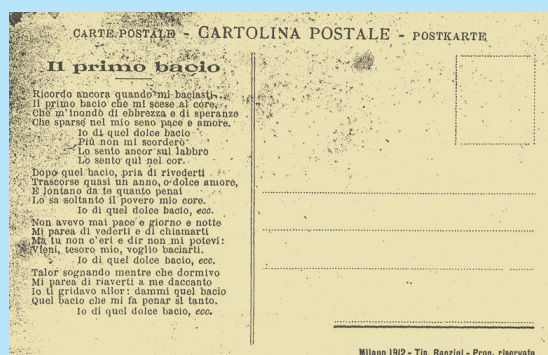 CARTE POSTALE - CARTOLINA POSTALE - POSTKARTE
Il primo bacio
Ricordo ancora quando mi baciasti
Il primo bacio che mi scese al core,
Che m'inondò di ebbrezza e di speranze
Che sparse nel mio seno pace e amore.
Io di quel dolce bacio
Più non mi scorderò
Lo sento ancor sul labbro
Lo sento quì nel cor.
Dopo quel bacio, pria di rivederti
Trascorse quasi un anno, o dolce amore,
E lontano da te quanto penai
Lo sa soltanto il povero mio core.
Io di quel dolce bacio, ecc.
Non avevo mai pace e giorno e notte
Mi parea di vederti e di chiamarti
Ma tu non c'eri e dir non mi potevi:
Vieni, tesoro mio, voglio baciarti.
Io di quel dolce bacio, ecc.
Talor sognando mentre che dormivo
Mi parea di riaverti a me daccanto
Io ti gridavo allor: dammi quel bacio
Quel bacio che mi fa penar sì tanto.
Io di quel dolce bacio, ecc.
Milano 1912 - Tip. Ranzini - Prop. riservata